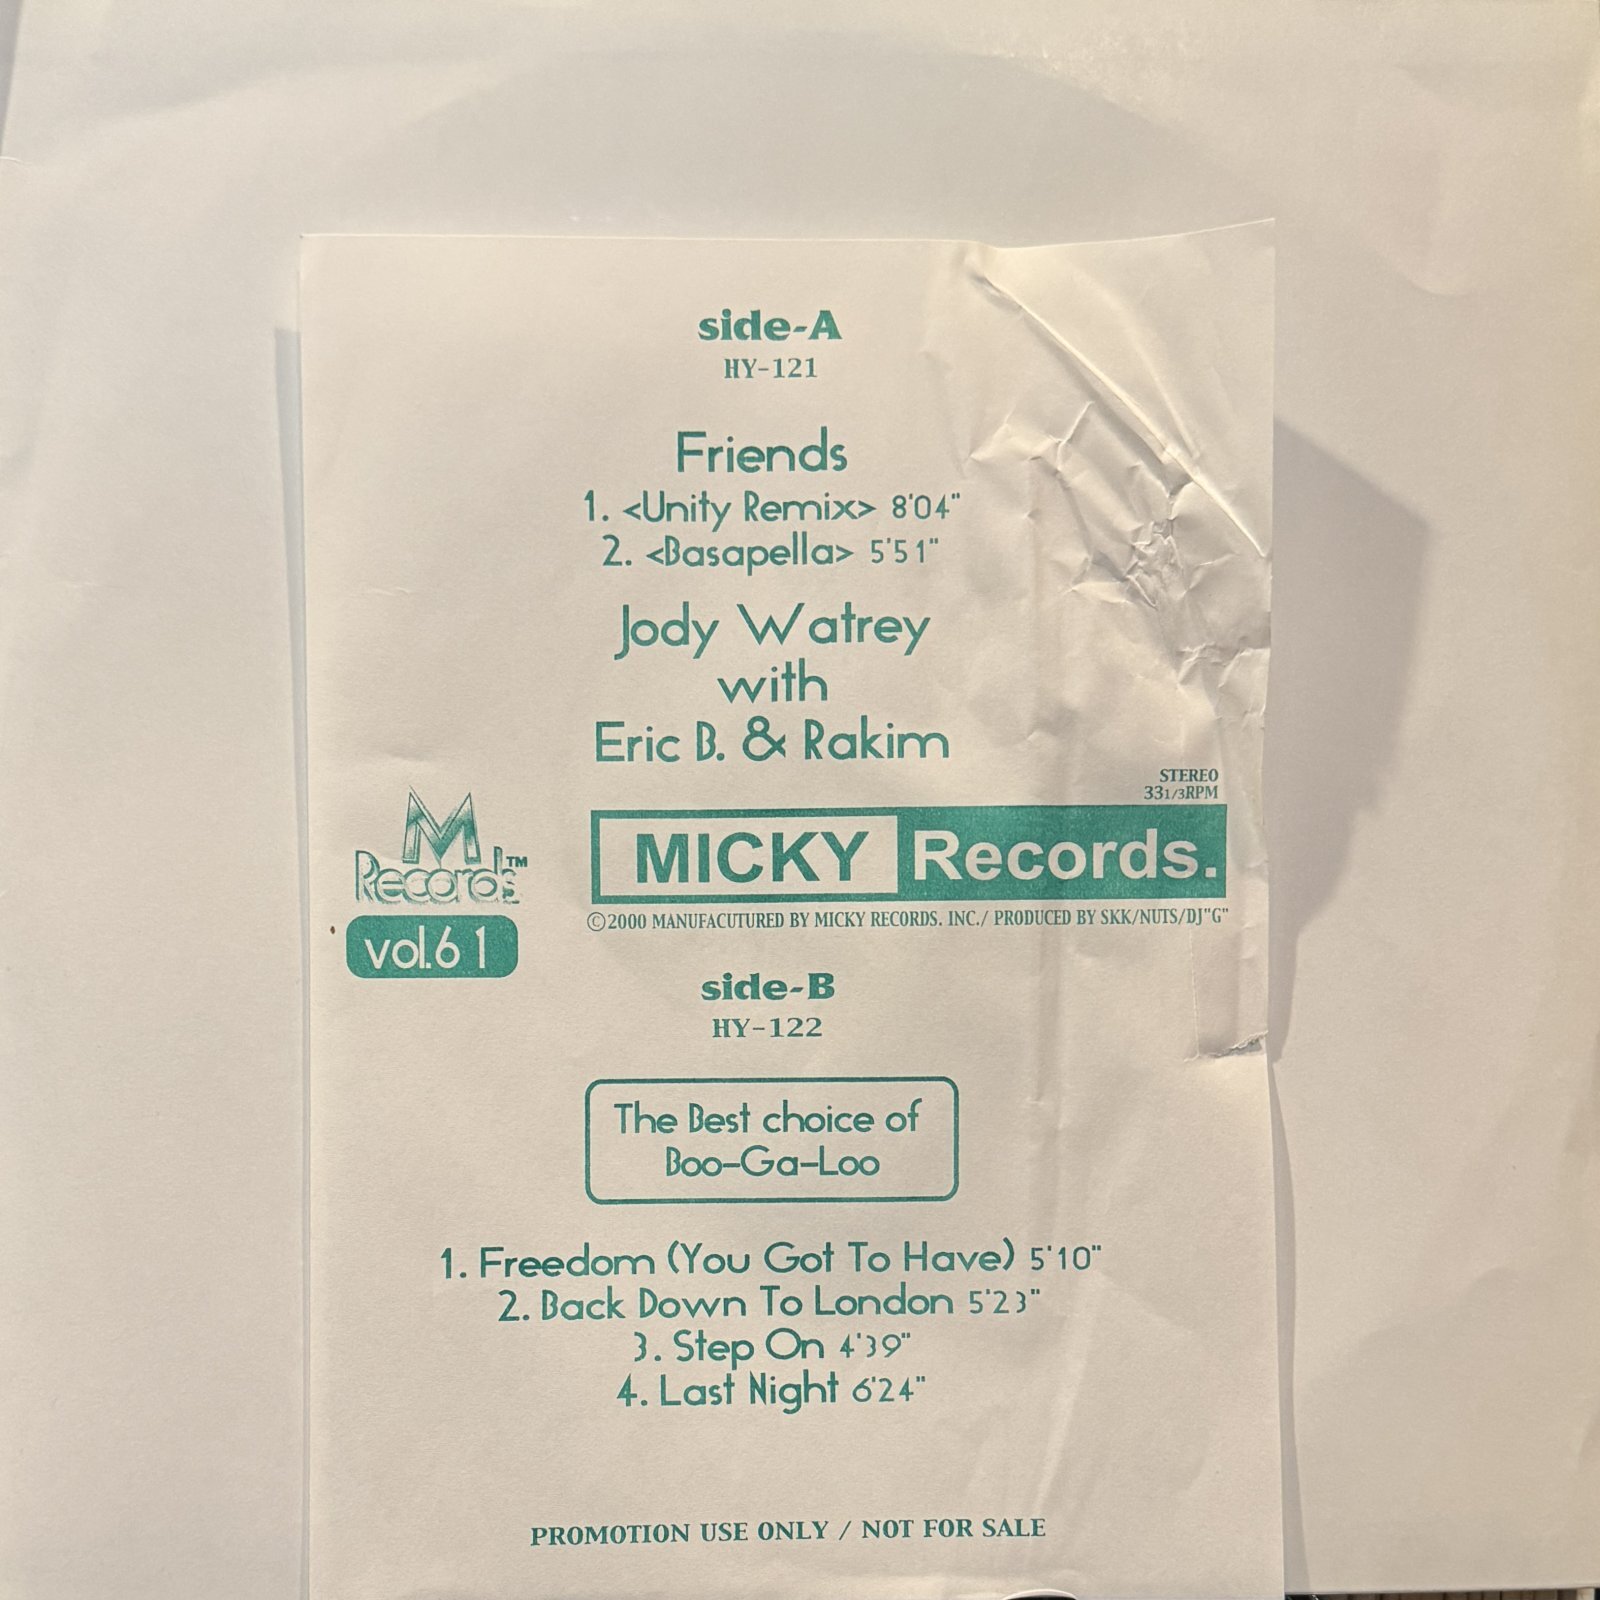 side-A
HY-121
Friends
1. <Unity Remix> 8'04"
2. <Basapella> 5'51"
Jody Watrey
with
Eric B. & Rakim
STEREO
331/3RPM
M
Records™
vol.61
MICKY Records.
©2000 MANUFACUTURED BY MICKY RECORDS. INC./ PRODUCED BY SKK/NUTS/DJ"G"
side-B
HY-122
The Best choice of
Boo-Ga-Loo
1. Freedom (You Got To Have) 5'10"
2. Back Down To London 5'23"
3. Step On 4'39"
4. Last Night 6'24"
PROMOTION USE ONLY / NOT FOR SALE